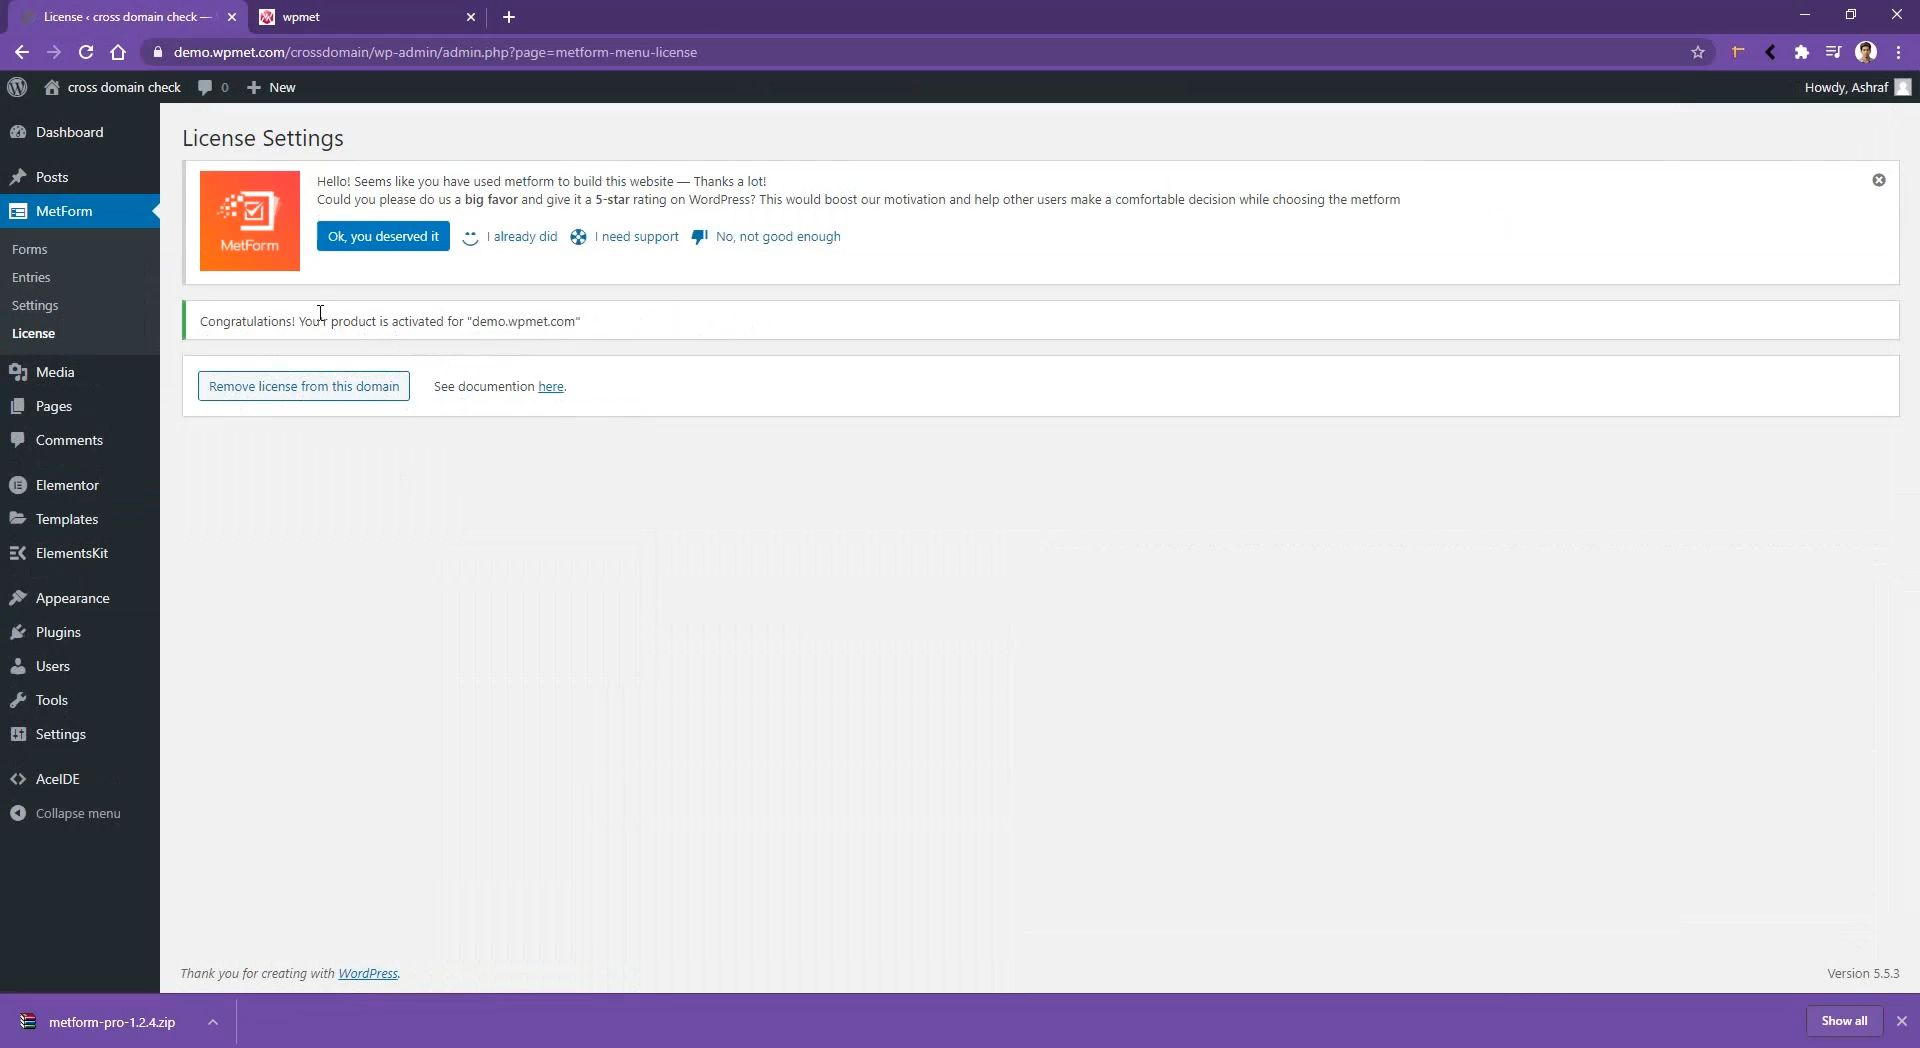 License ‹ cross domain check —
wpmet
demo.wpmet.com/crossdomain/wp-admin/admin.php?page=metform-menu-license
cross domain check
0
New
Howdy, Ashraf
Dashboard
Posts
MetForm
Forms
Entries
Settings
License
Media
Pages
Comments
Elementor
Templates
ElementsKit
Appearance
Plugins
Users
Tools
Settings
AceIDE
Collapse menu
License Settings
MetForm
Hello! Seems like you have used metform to build this website — Thanks a lot!
Could you please do us a big favor and give it a 5-star rating on WordPress? This would boost our motivation and help other users make a comfortable decision while choosing the metform
Ok, you deserved it
I already did
I need support
No, not good enough
Congratulations! Your product is activated for "demo.wpmet.com"
Remove license from this domain
See documentation here.
Thank you for creating with WordPress.
Version 5.5.3
metform-pro-1.2.4.zip
Show all